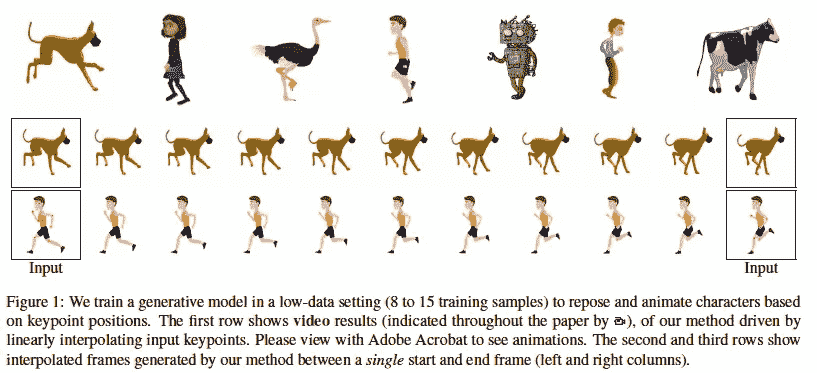 Input
Input
Figure 1: We train a generative model in a low-data setting (8 to 15 training samples) to repose and animate characters based
on keypoint positions. The first row shows video results (indicated throughout the paper by ), of our method driven by
linearly interpolating input keypoints. Please view with Adobe Acrobat to see animations. The second and third rows show
interpolated frames generated by our method between a single start and end frame (left and right columns).